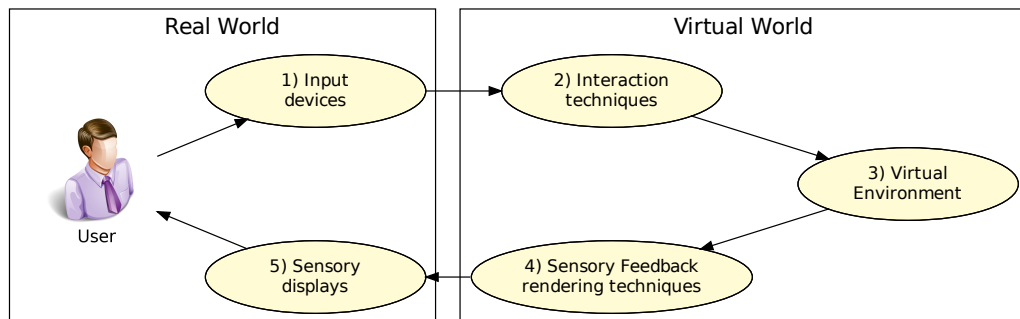 Real World
Virtual World
1) Input
devices
2) Interaction
techniques
3) Virtual
Environment
User
5) Sensory
displays
4) Sensory Feedback
rendering techniques